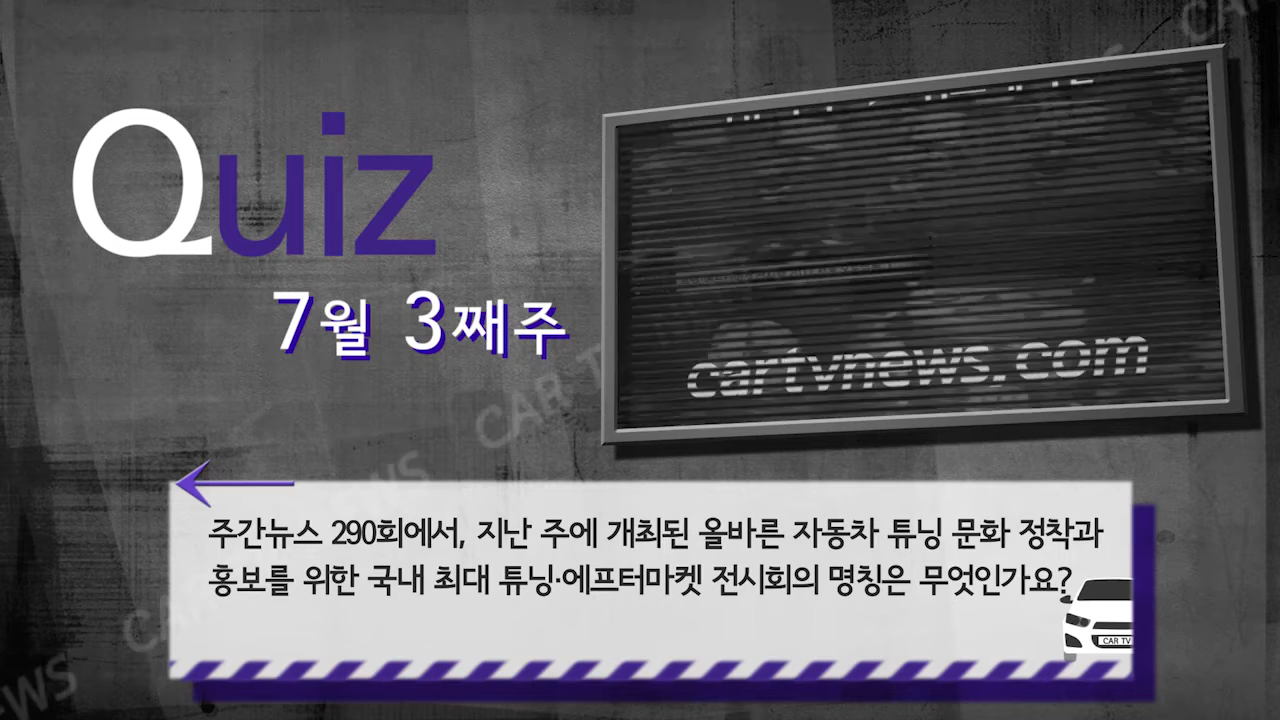 Quiz
7월 3째주
cartvnews.com
주간뉴스 290회에서, 지난 주에 개최된 올바른 자동차 튜닝 문화 정착과
홍보를 위한 국내 최대 튜닝·에프터마켓 전시회의 명칭은 무엇인가요?
CAR TV